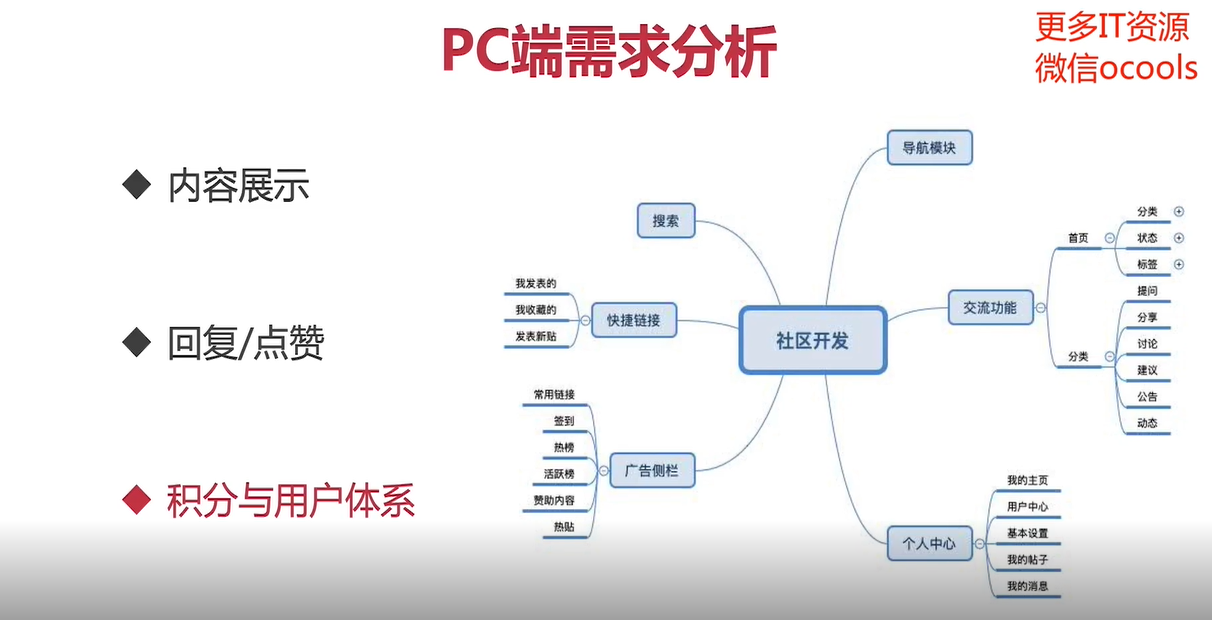 PC端需求分析
更多IT资源
微信ocools
内容展示
回复/点赞
积分与用户体系
社区开发
导航模块
搜索
快捷链接
我发表的
我收藏的
发表新贴
广告侧栏
常用链接
签到
热榜
活跃榜
赞助内容
热贴
交流功能
首页
分类
状态
标签
分类
提问
分享
讨论
建议
公告
动态
个人中心
我的主页
用户中心
基本设置
我的帖子
我的消息